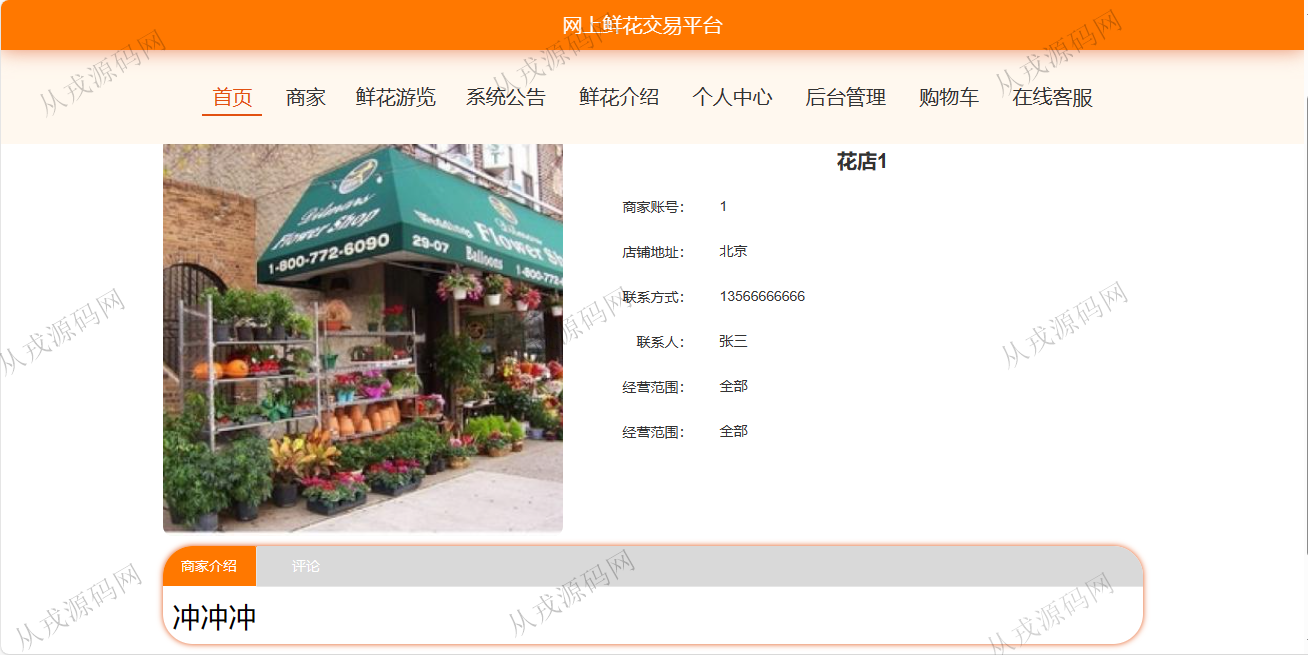 网上鲜花交易平台
首页 商家 鲜花游览 系统公告 鲜花介绍 个人中心 后台管理 购物车 在线客服
花店1
商家账号： 1
店铺地址： 北京
联系方式： 13566666666
联系人： 张三
经营范围： 全部
经营范围： 全部
Dilmars
Flower Shop
1-800-772-6090
29-07
Weddings
Flower Sh
Balloons
1-800-772-
商家介绍 评论
冲冲冲
从戎源码网
从戎源码网
从戎源码网
从戎源码网
从戎源码网
从戎源码网
从戎源码网
从戎源码网
从戎源码网